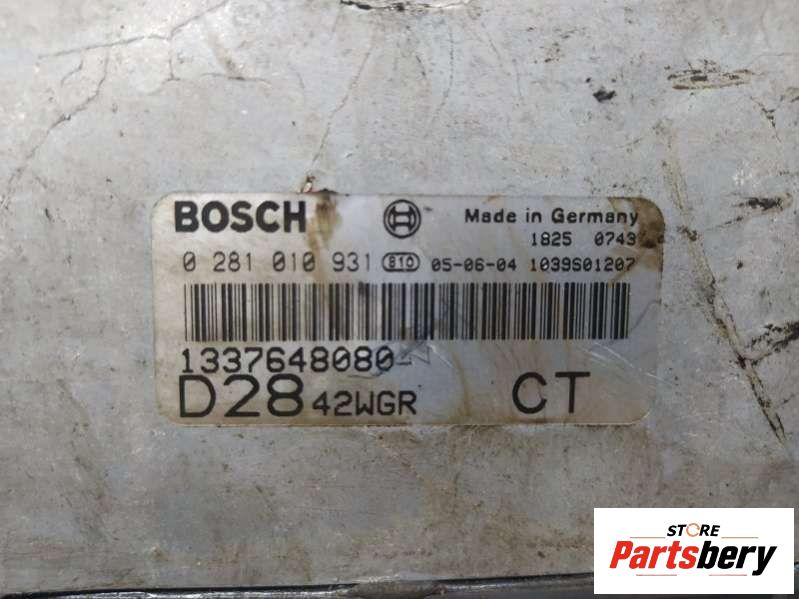 BOSCH Made in Germany
1825 0743
0 281 010 931 810 05-06-04 1039S01207
1337648080-
D28 42WGR CT
STORE
Partsbery